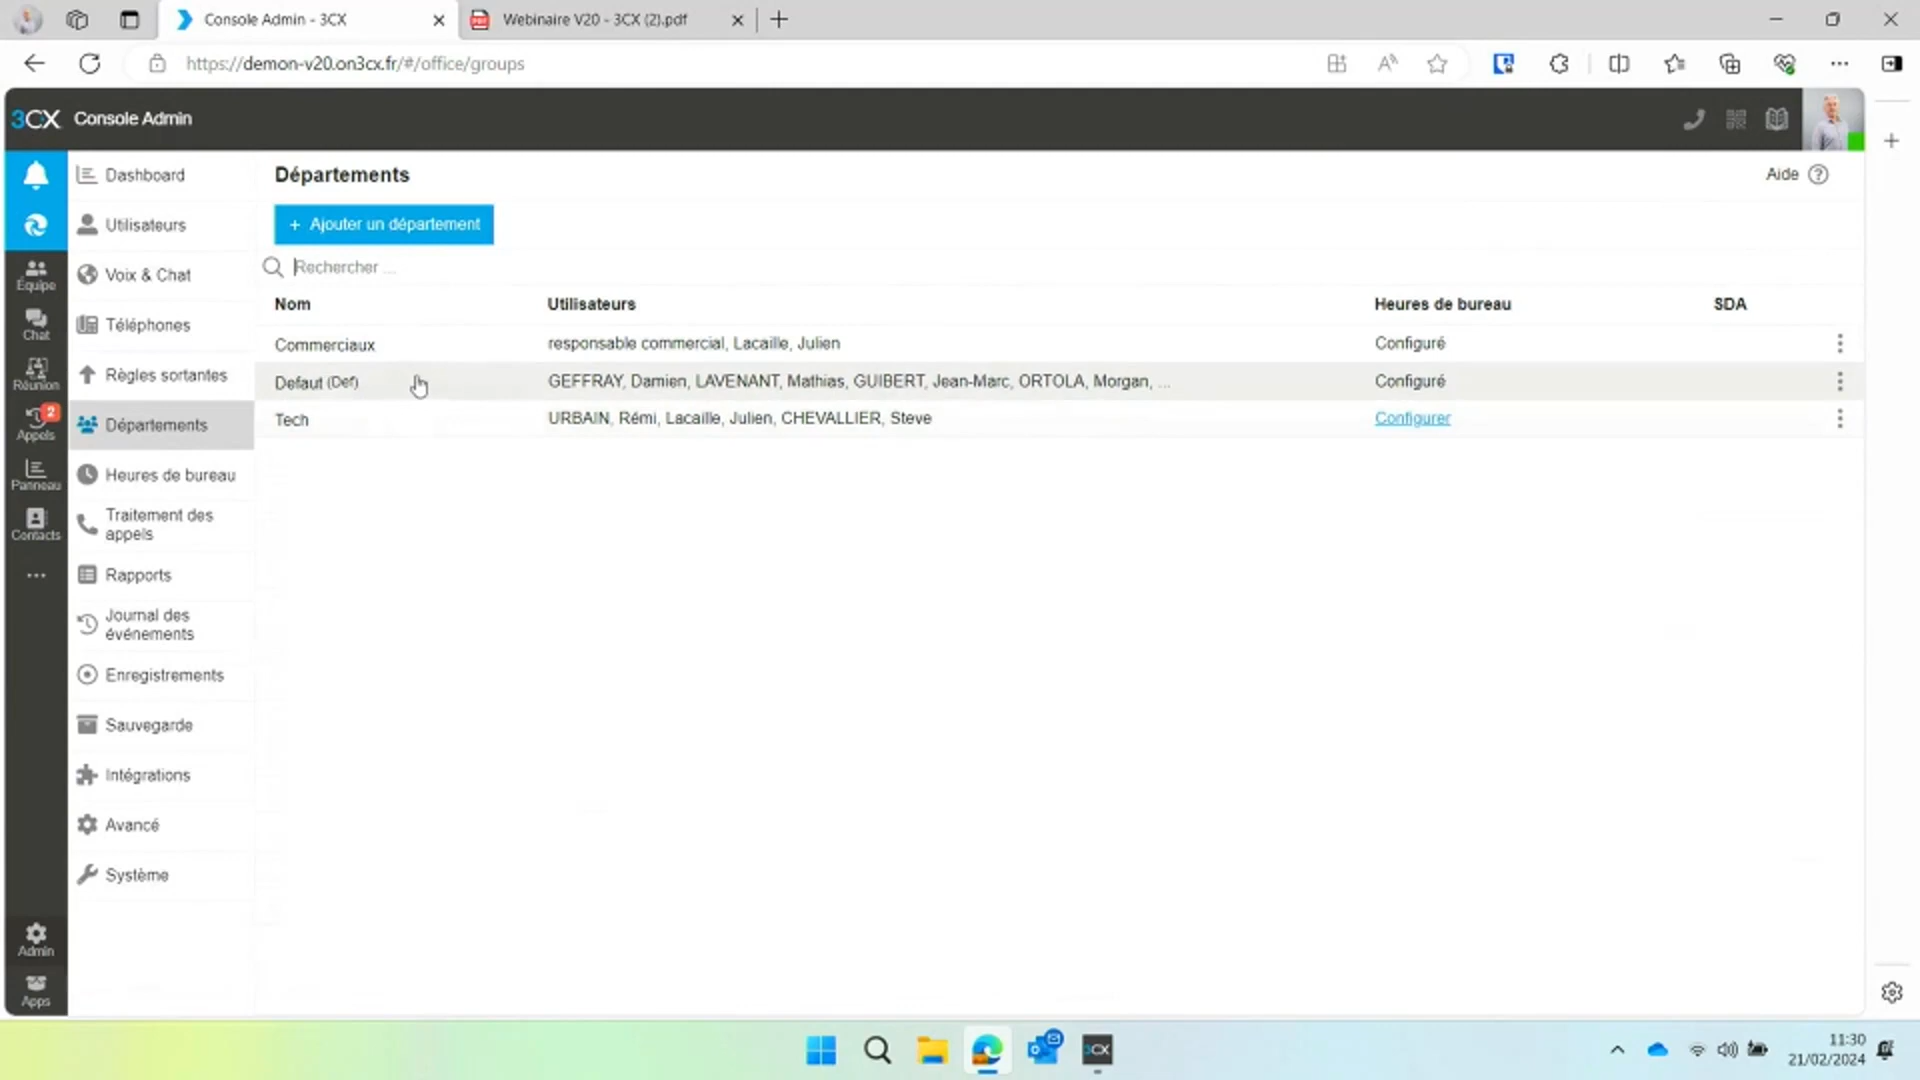 Console Admin - 3CX
Webinaire V20 - 3CX (2).pdf
https://demon-v20.on3cx.fr/#/office/groups
3CX Console Admin
Équipe
Chat
Réunion
2
Appels
Panneau
Contacts
Admin
Apps
Dashboard
Utilisateurs
Voix & Chat
Téléphones
Règles sortantes
Départements
Heures de bureau
Traitement des
appels
Rapports
Journal des
événements
Enregistrements
Sauvegarde
Intégrations
Avancé
Système
Départements
Aide ?
+ Ajouter un département
Rechercher ...
Nom Utilisateurs Heures de bureau SDA
Commerciaux responsable commercial, Lacaille, Julien Configuré
Defaut (Def) GEFFRAY, Damien, LAVENANT, Mathias, GUIBERT, Jean-Marc, ORTOLA, Morgan, ... Configuré
Tech URBAIN, Rémi, Lacaille, Julien, CHEVALLIER, Steve Configurer
3CX
11:30
21/02/2024